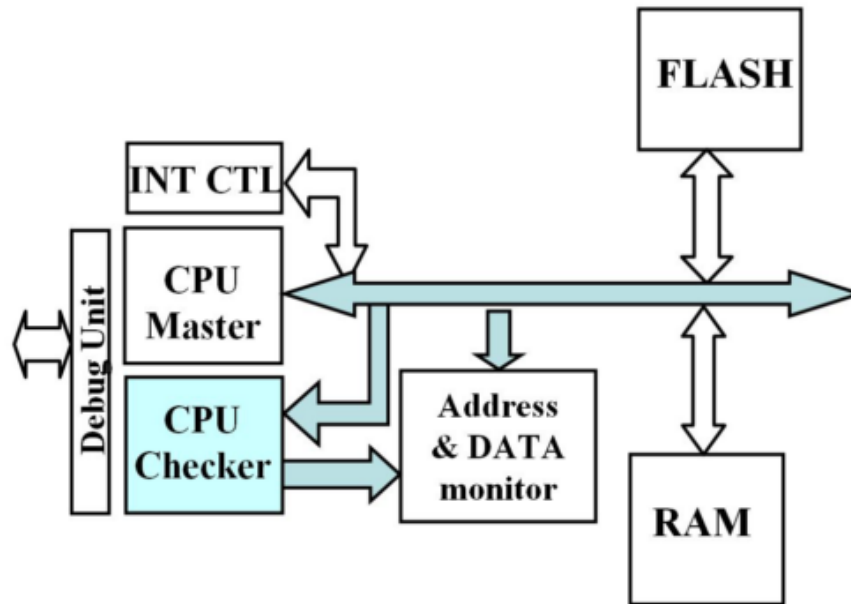 FLASH
INT CTL
CPU
Master
Debug Unit
CPU
Checker
Address
& DATA
monitor
RAM